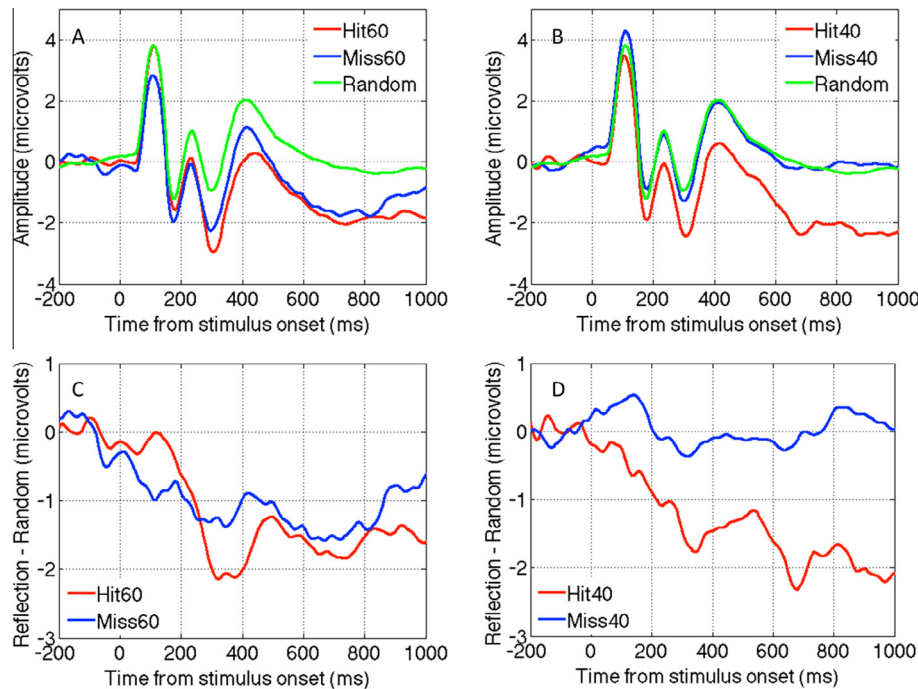 A
Hit60
Miss60
Random
Amplitude (microvolts)
4
2
0
-2
-4
-200 0 200 400 600 800 1000
Time from stimulus onset (ms)
B
Hit40
Miss40
Random
Amplitude (microvolts)
4
2
0
-2
-4
-200 0 200 400 600 800 1000
Time from stimulus onset (ms)
C
Reflection - Random (microvolts)
1
0
-1
-2
-3
Hit60
Miss60
-200 0 200 400 600 800 1000
Time from stimulus onset (ms)
D
Reflection - Random (microvolts)
1
0
-1
-2
-3
Hit40
Miss40
-200 0 200 400 600 800 1000
Time from stimulus onset (ms)